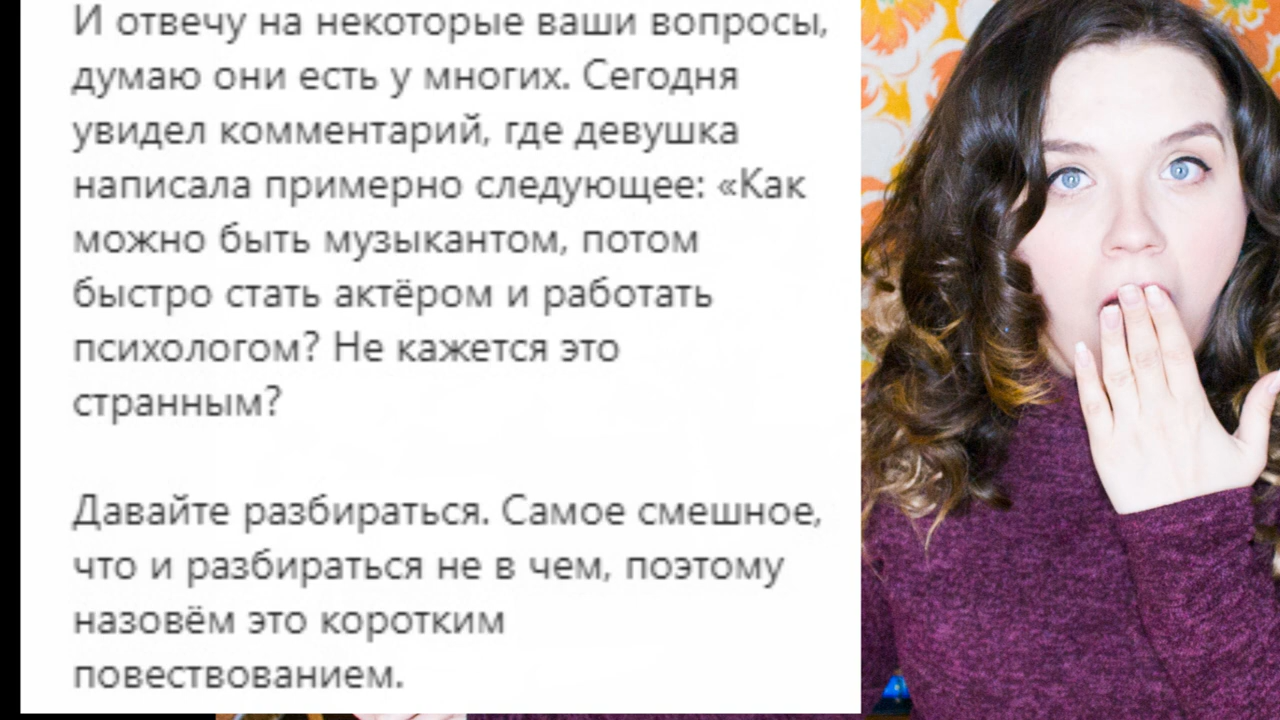 И отвечу на некоторые ваши вопросы,
думаю они есть у многих. Сегодня
увидел комментарий, где девушка
написала примерно следующее: «Как
можно быть музыкантом, потом
быстро стать актёром и работать
психологом? Не кажется это
странным?
Давайте разбираться. Самое смешное,
что и разбираться не в чем, поэтому
назовём это коротким
повествованием.